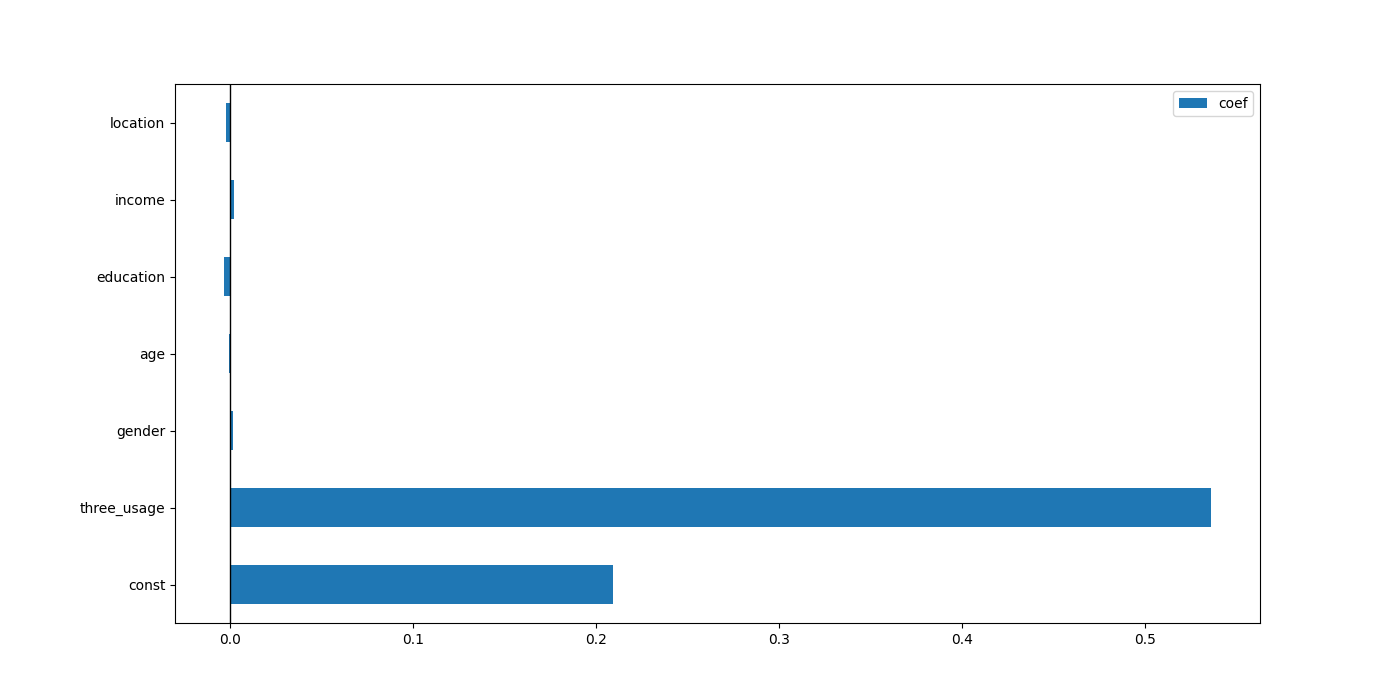 coef
location
income
education
age
gender
three_usage
const
0.0 0.1 0.2 0.3 0.4 0.5